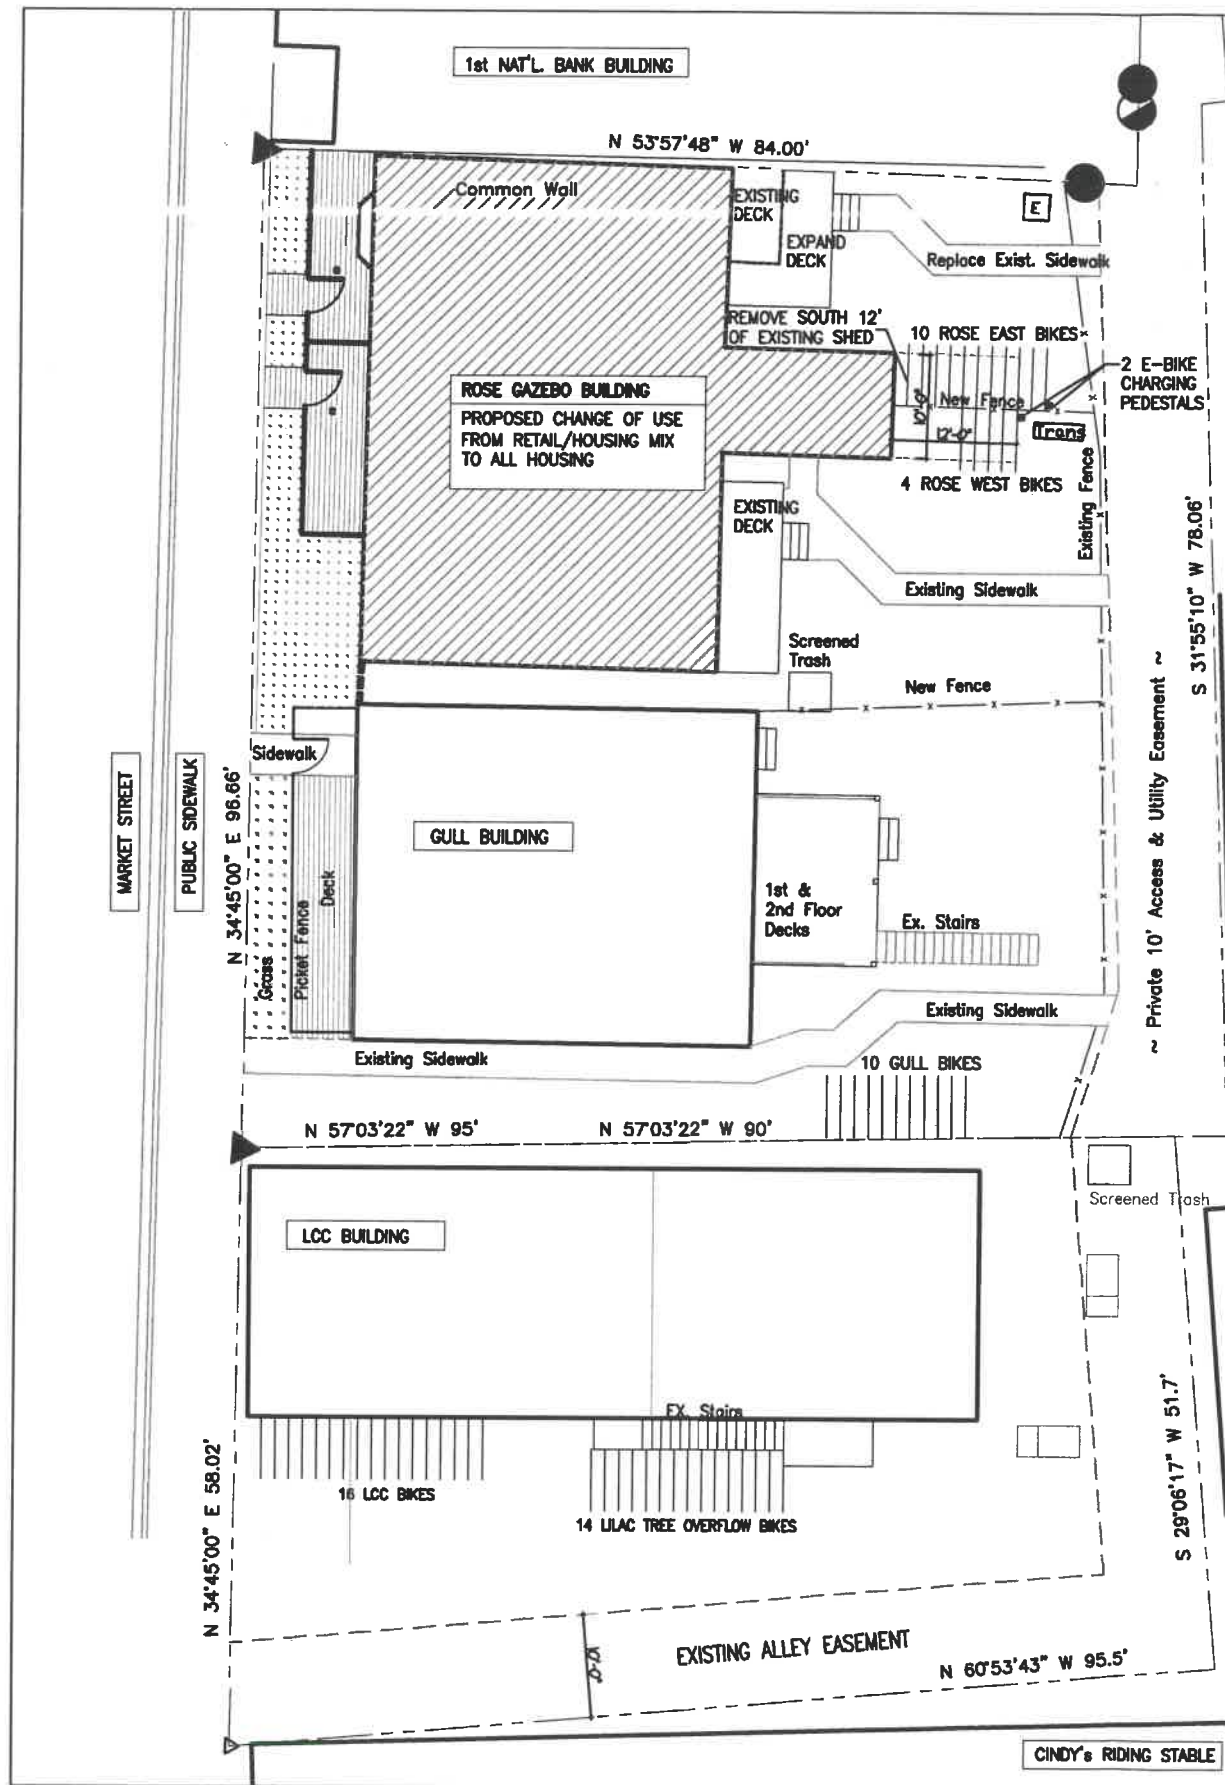 1st NAT'L. BANK BUILDING
N 53°57'48" W 84.00'
Common Wall
EXISTING
DECK
E
EXPAND
DECK
Replace Exist. Sidewalk
REMOVE SOUTH 12'
OF EXISTING SHED
10 ROSE EAST BIKES
2 E-BIKE
CHARGING
PEDESTALS
ROSE GAZEBO BUILDING
PROPOSED CHANGE OF USE
FROM RETAIL/HOUSING MIX
TO ALL HOUSING
New Fence
10'-0"
12'-0"
Trans
4 ROSE WEST BIKES
Existing Fence
EXISTING
DECK
Existing Sidewalk
S 31°55'10" W 78.06'
Screened
Trash
New Fence
~ Private 10' Access & Utility Easement ~
Sidewalk
MARKET STREET
PUBLIC SIDEWALK
N 34°45'00" E 96.66'
GULL BUILDING
Grass
Picket Fence
Deck
1st &
2nd Floor
Decks
Ex. Stairs
Existing Sidewalk
Existing Sidewalk
10 GULL BIKES
N 57°03'22" W 95'
N 57°03'22" W 90'
Screened Trash
LCC BUILDING
EX. Stairs
16 LCC BIKES
14 LILAC TREE OVERFLOW BIKES
N 34°45'00" E 58.02'
S 29°06'17" W 51.7'
EXISTING ALLEY EASEMENT
N 60°53'43" W 95.5'
CINDY's RIDING STABLE